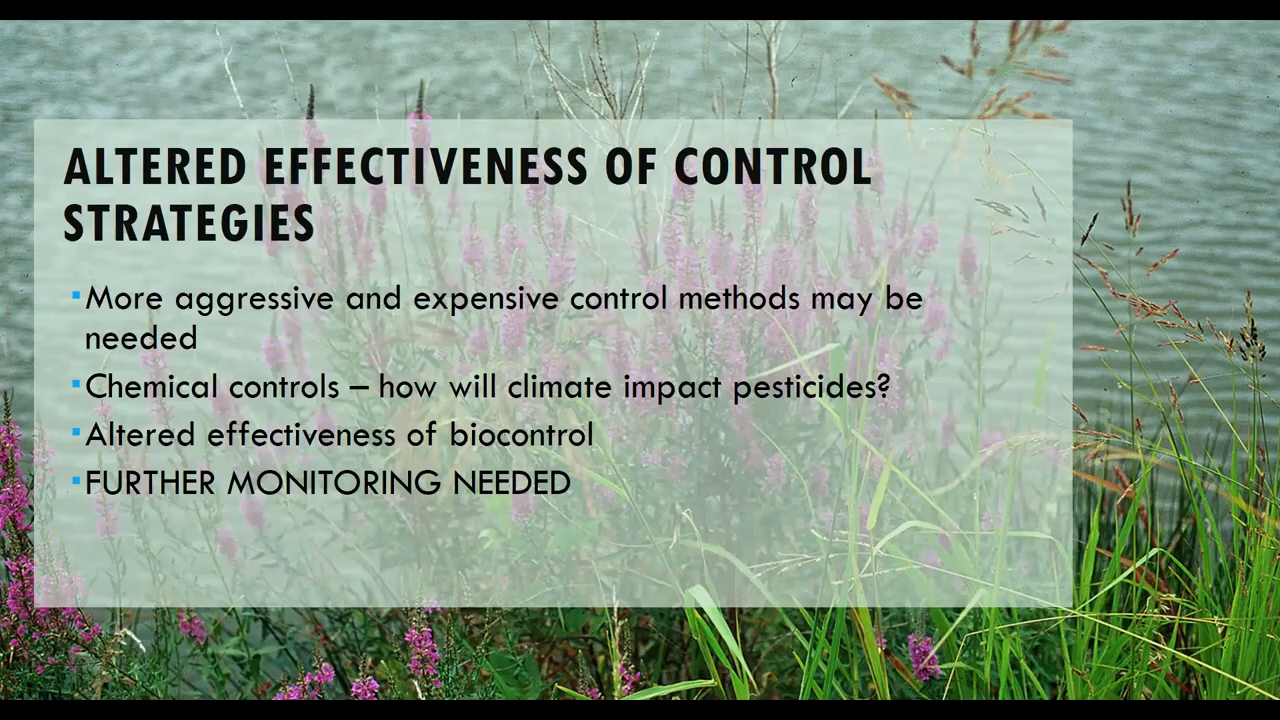 ALTERED EFFECTIVENESS OF CONTROL
STRATEGIES
▪More aggressive and expensive control methods may be
needed
▪Chemical controls – how will climate impact pesticides?
▪Altered effectiveness of biocontrol
▪FURTHER MONITORING NEEDED